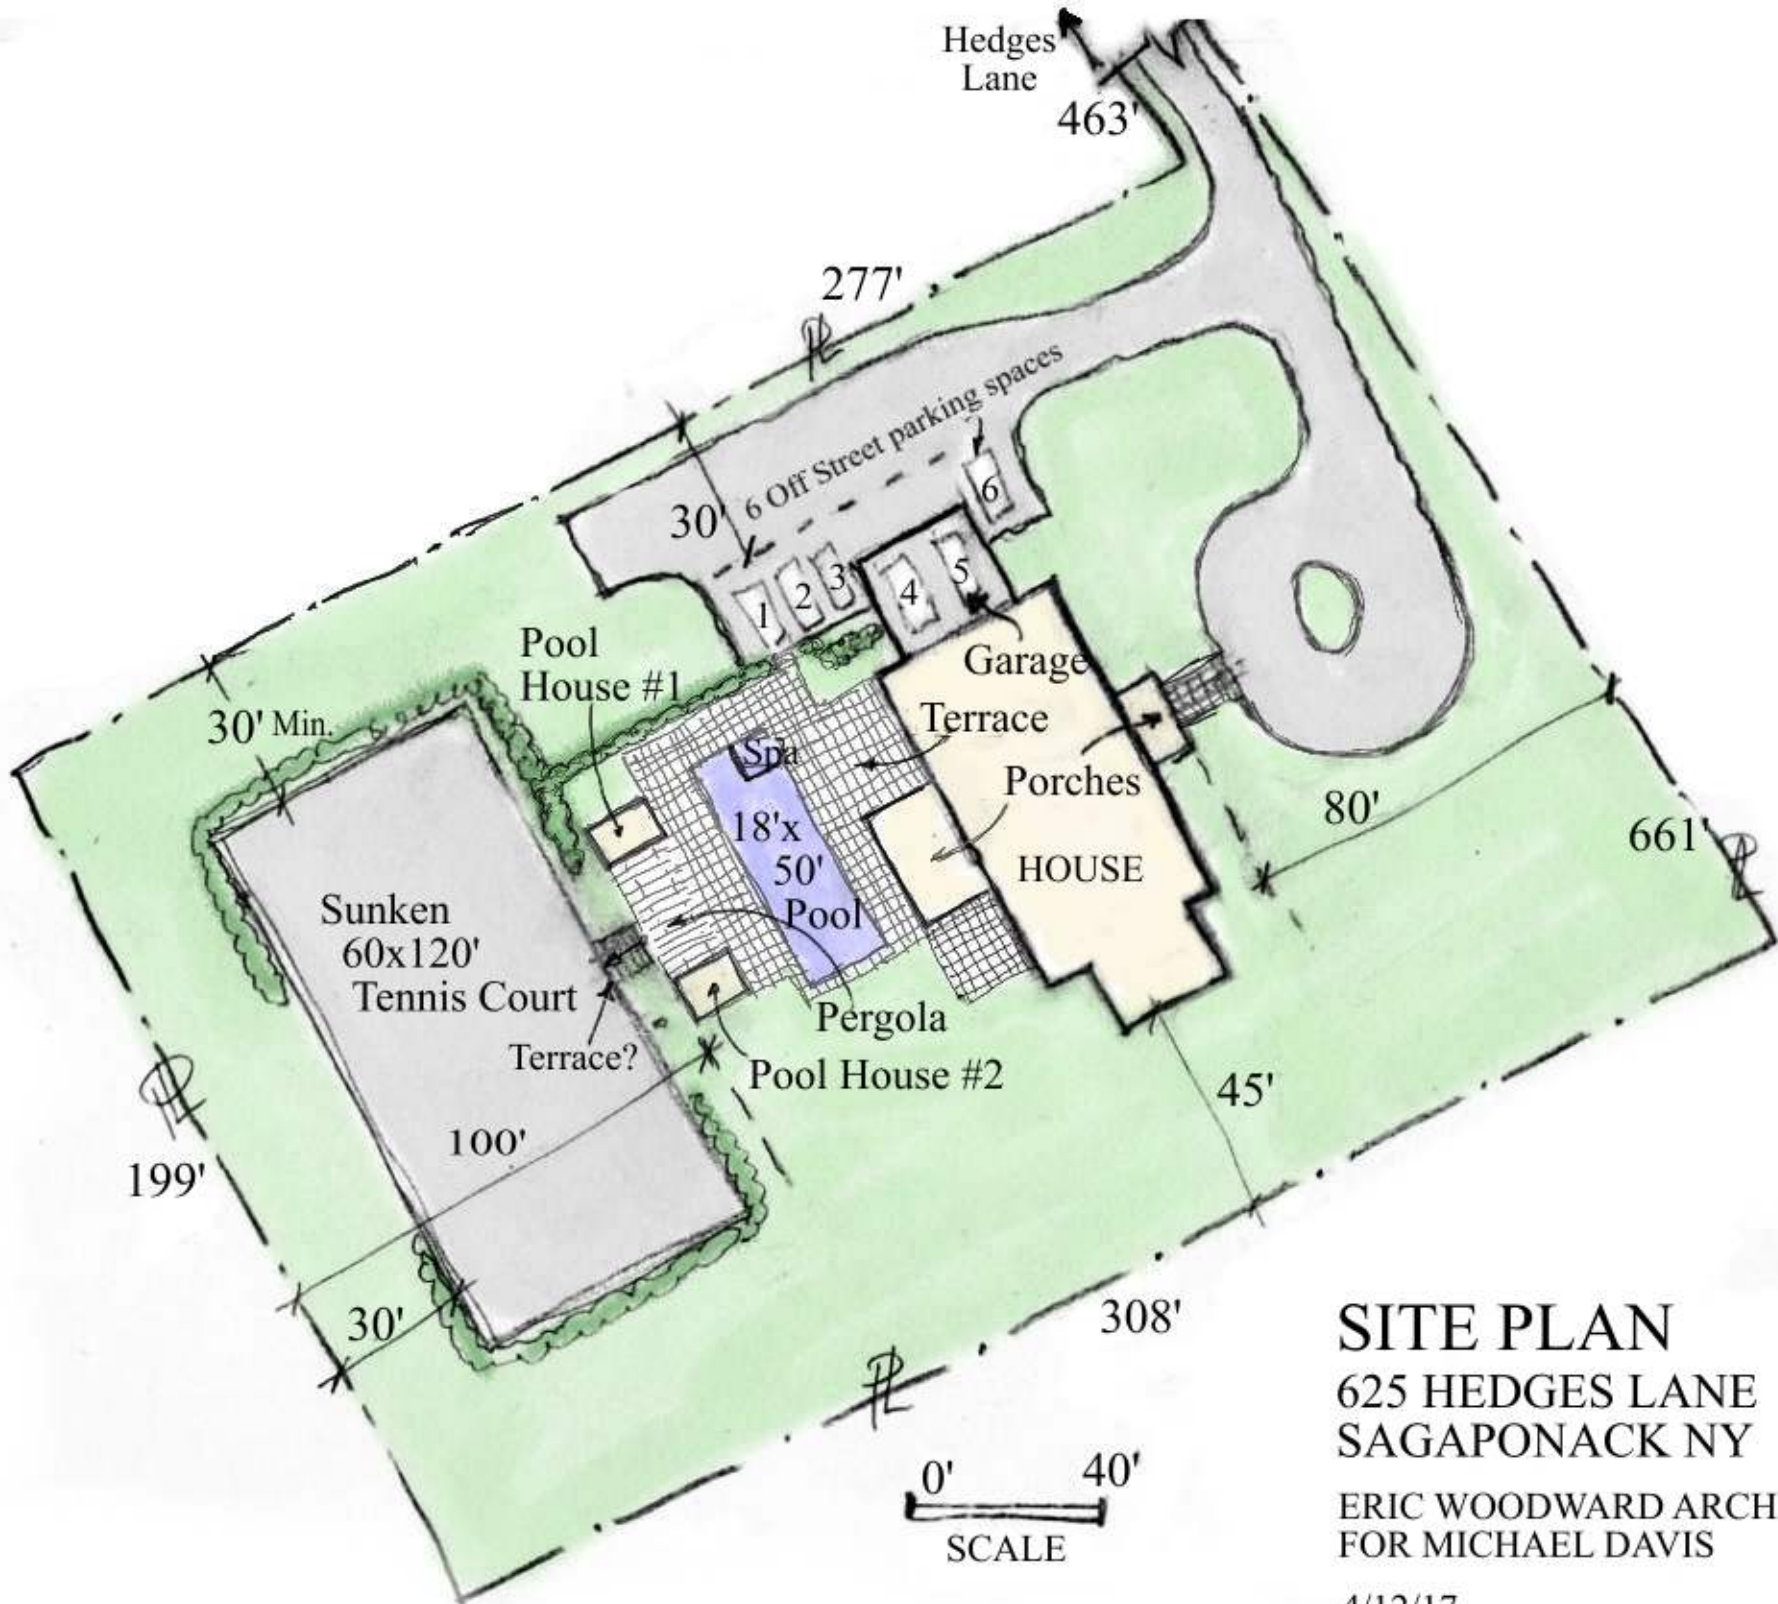 Hedges
Lane
463'
277'
PL
6 Off Street parking spaces
30'
6
5
4
3
2
1
Pool
House #1
Garage
30' Min.
Terrace
Spa
Porches
80'
661'
PL
18'x
50'
Pool
HOUSE
Sunken
60x120'
Tennis Court
Pergola
Terrace?
Pool House #2
45'
PL
100'
199'
30'
308'
PL
0' 40'
SCALE
SITE PLAN
625 HEDGES LANE
SAGAPONACK NY
ERIC WOODWARD ARCH
FOR MICHAEL DAVIS
4/12/17